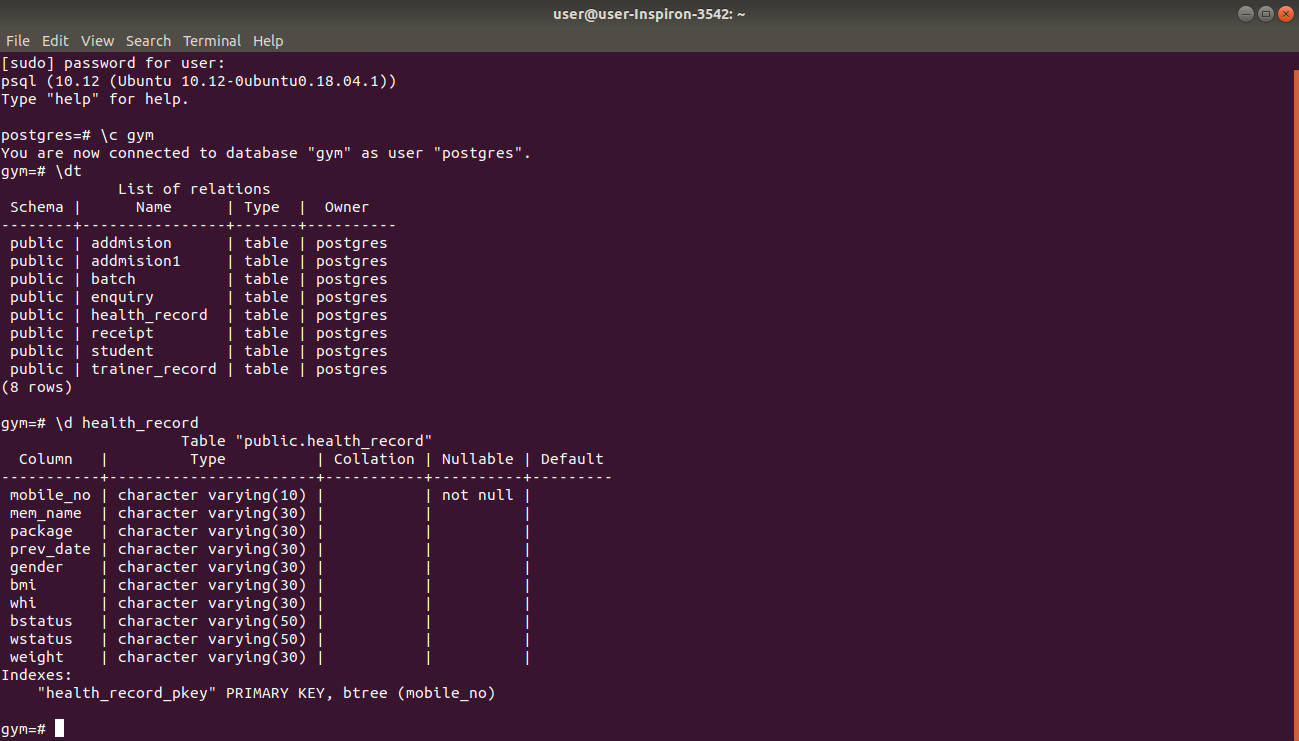 user@user-Inspiron-3542: ~
File Edit View Search Terminal Help
[sudo] password for user:
psql (10.12 (Ubuntu 10.12-0ubuntu0.18.04.1))
Type "help" for help.

postgres=# \c gym
You are now connected to database "gym" as user "postgres".
gym=# \dt
             List of relations
 Schema |      Name      | Type  |  Owner
--------+----------------+-------+----------
 public | addmision      | table | postgres
 public | addmision1     | table | postgres
 public | batch          | table | postgres
 public | enquiry        | table | postgres
 public | health_record  | table | postgres
 public | receipt        | table | postgres
 public | student        | table | postgres
 public | trainer_record | table | postgres
(8 rows)

gym=# \d health_record
                    Table "public.health_record"
  Column   |         Type          | Collation | Nullable | Default
-----------+-----------------------+-----------+----------+---------
 mobile_no | character varying(10) |           | not null |
 mem_name  | character varying(30) |           |          |
 package   | character varying(30) |           |          |
 prev_date | character varying(30) |           |          |
 gender    | character varying(30) |           |          |
 bmi       | character varying(30) |           |          |
 whi       | character varying(30) |           |          |
 bstatus   | character varying(50) |           |          |
 wstatus   | character varying(50) |           |          |
 weight    | character varying(30) |           |          |
Indexes:
    "health_record_pkey" PRIMARY KEY, btree (mobile_no)

gym=#